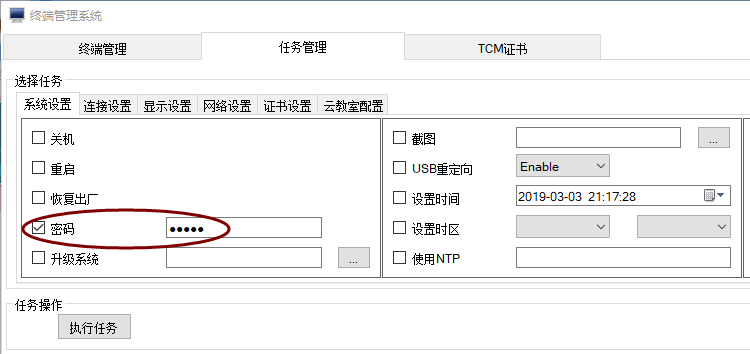 终端管理系统
终端管理 任务管理 TCM证书
选择任务
系统设置 连接设置 显示设置 网络设置 证书设置 云教室配置
关机 截图 ...
重启 USB重定向 Enable
恢复出厂 设置时间 2019-03-03 21:17:28
密码 ●●●●● 设置时区
升级系统 ... 使用NTP
任务操作
执行任务